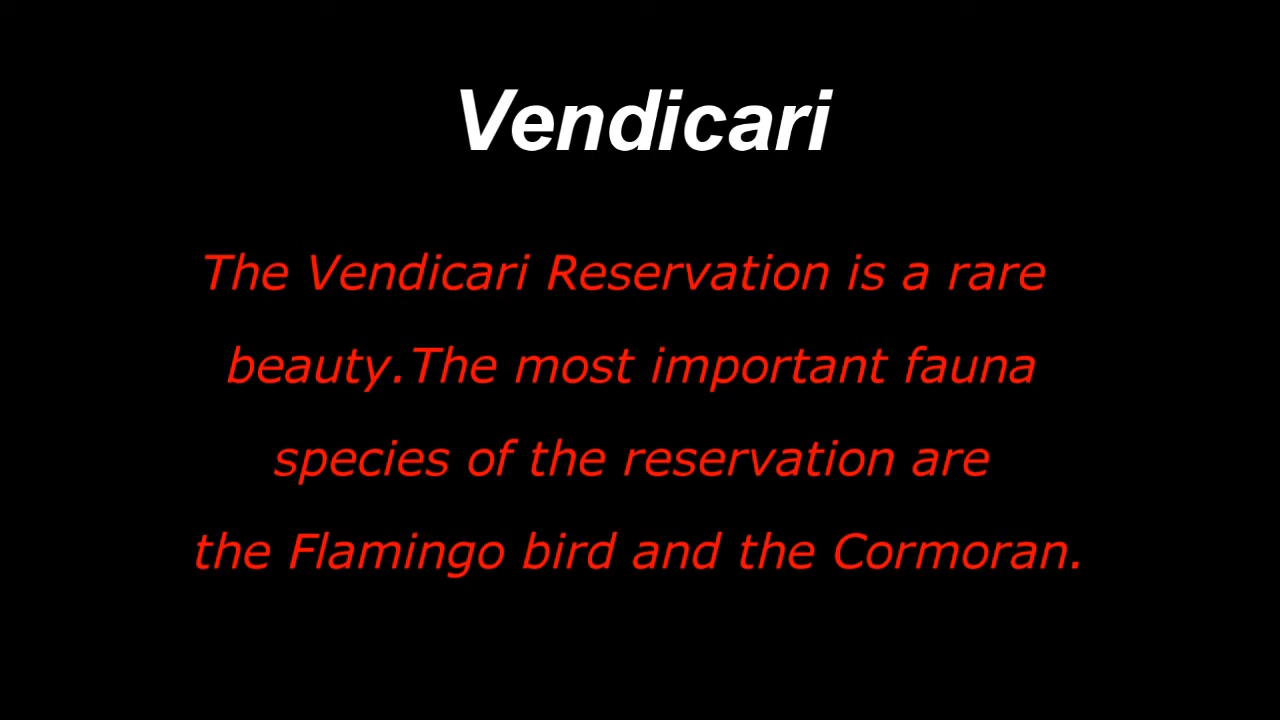 Vendicari
The Vendicari Reservation is a rare
beauty.The most important fauna
species of the reservation are
the Flamingo bird and the Cormoran.